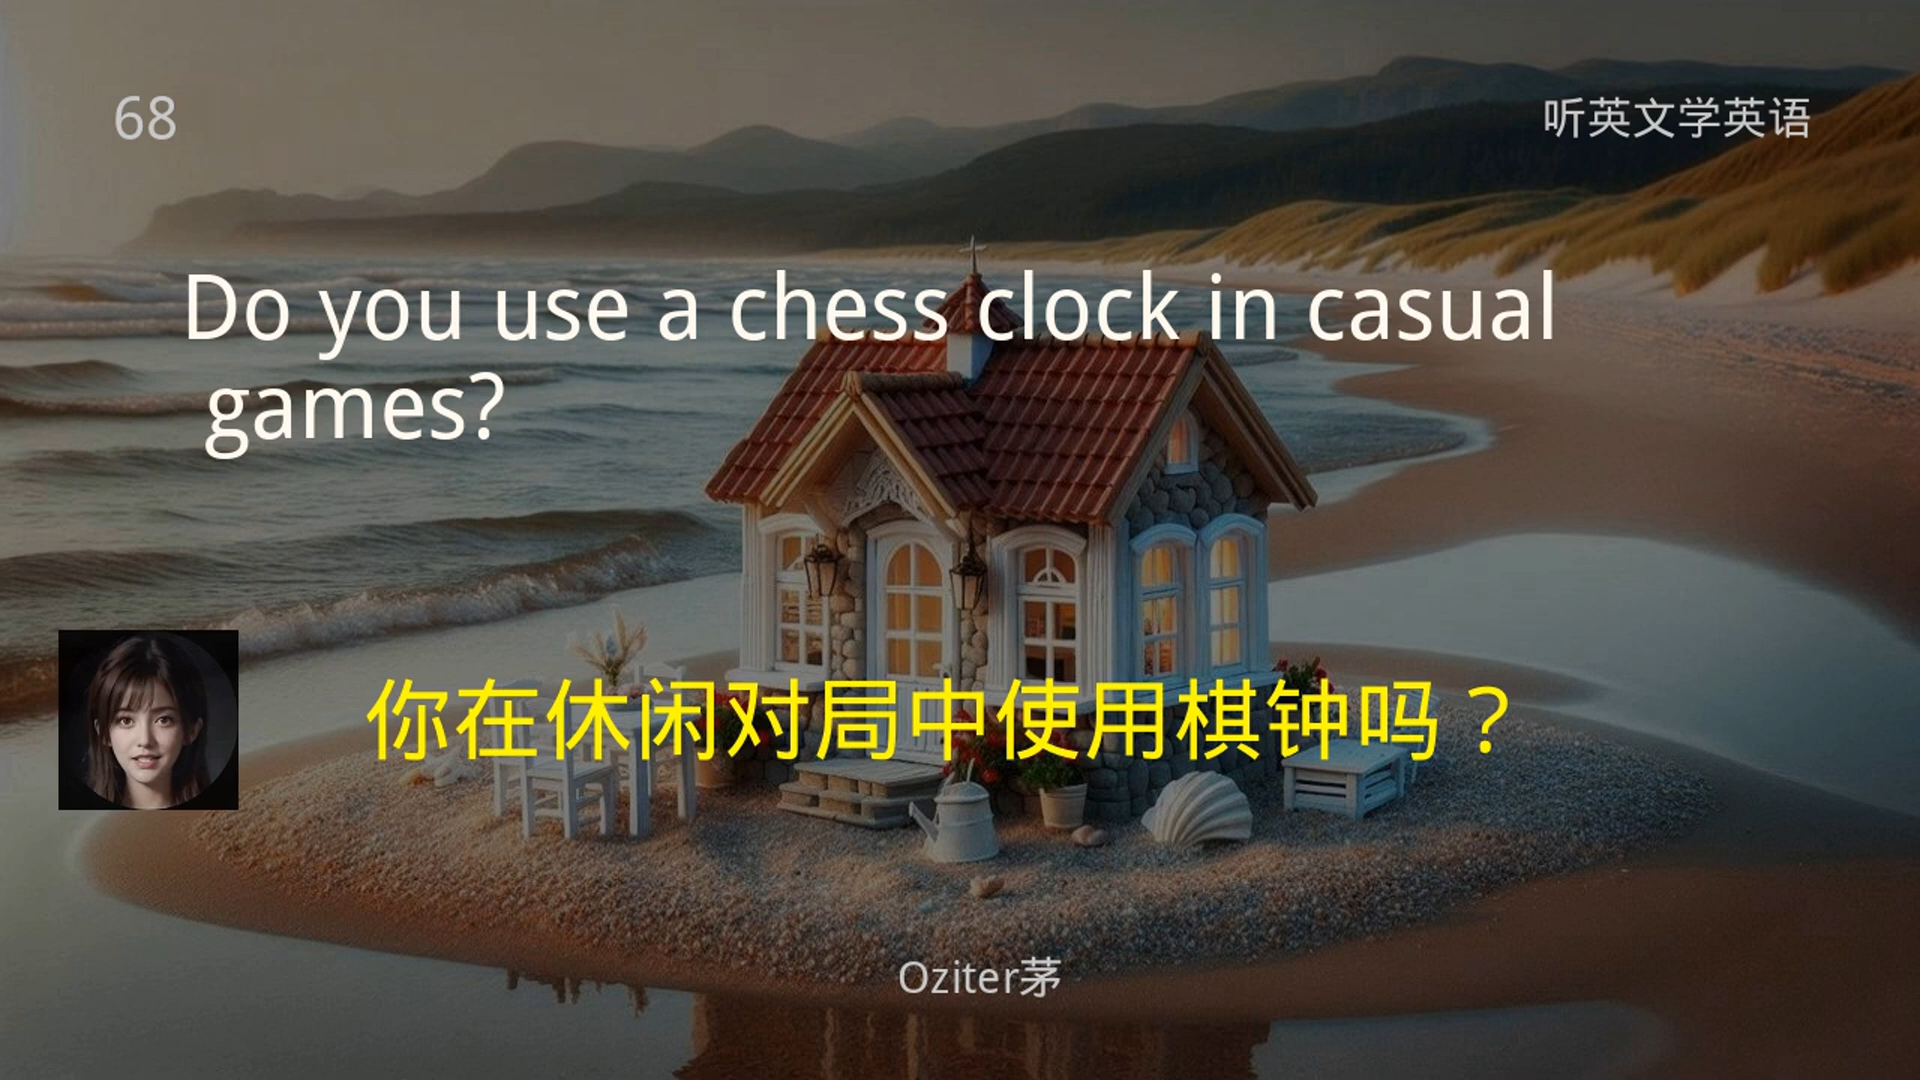 68
听英文学英语
Do you use a chess clock in casual
games?
你在休闲对局中使用棋钟吗？
Oziter茅